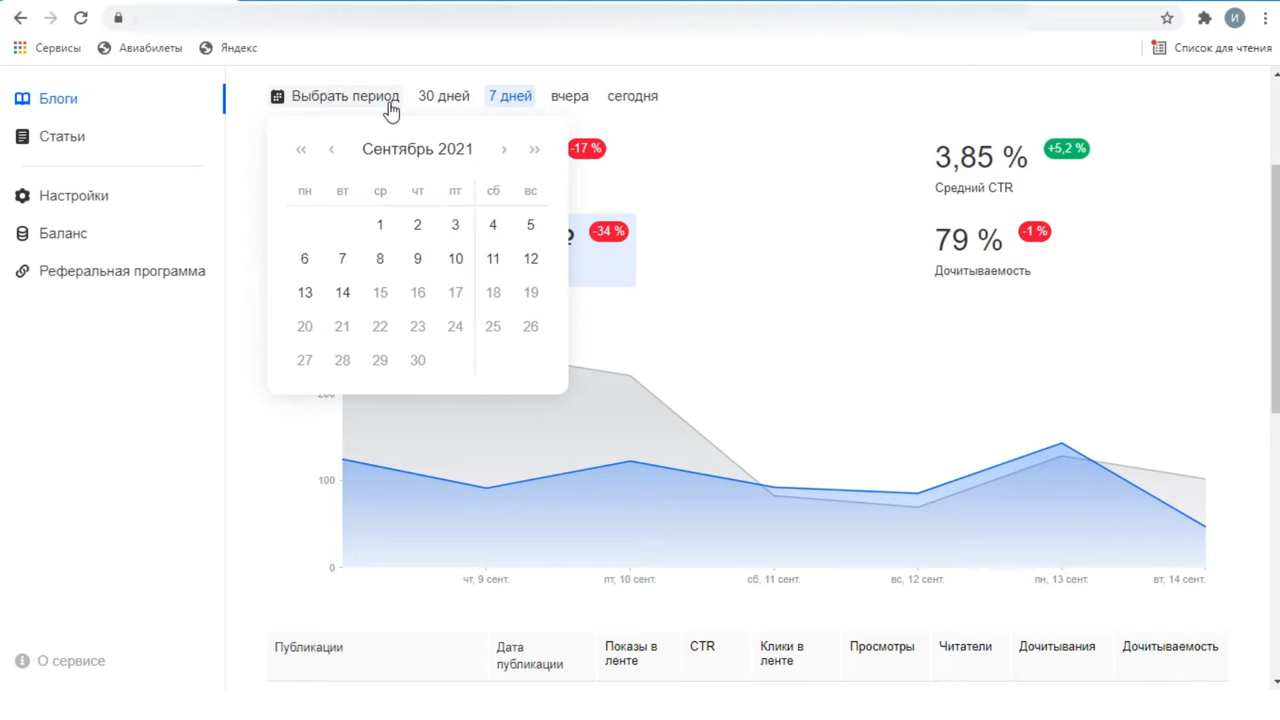 И
Сервисы Авиабилеты Яндекс Список для чтения
Блоги
Статьи
Настройки
Баланс
Реферальная программа
О сервисе
Выбрать период 30 дней 7 дней вчера сегодня
« ‹ Сентябрь 2021 › »
пн вт ср чт пт сб вс
1 2 3 4 5
6 7 8 9 10 11 12
13 14 15 16 17 18 19
20 21 22 23 24 25 26
27 28 29 30
-17 %
-34 %
3,85 % +5,2 %
Средний CTR
79 % -1 %
Дочитываемость
200
100
0
чт, 9 сент. пт, 10 сент. сб, 11 сент. вс, 12 сент. пн, 13 сент. вт, 14 сент.
Публикации
Дата
публикации
Показы в
ленте
CTR
Клики в
ленте
Просмотры
Читатели
Дочитывания
Дочитываемость